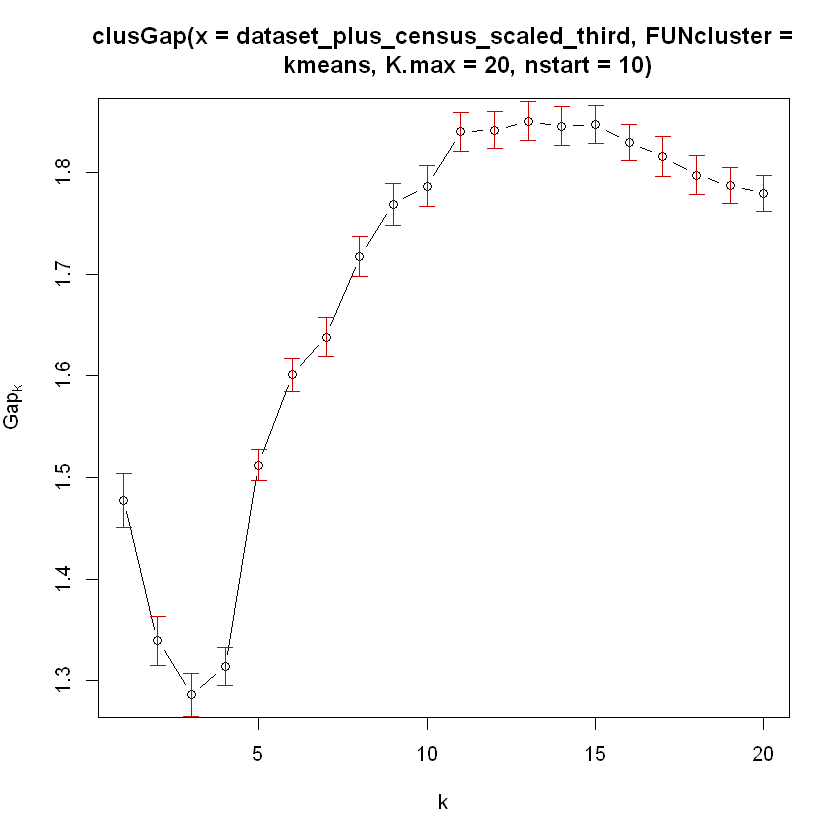 clusGap(x = dataset_plus_census_scaled_third, FUNcluster =
kmeans, K.max = 20, nstart = 10)
1.8
1.7
1.6
1.5
1.4
1.3
Gapk
5 10 15 20
k